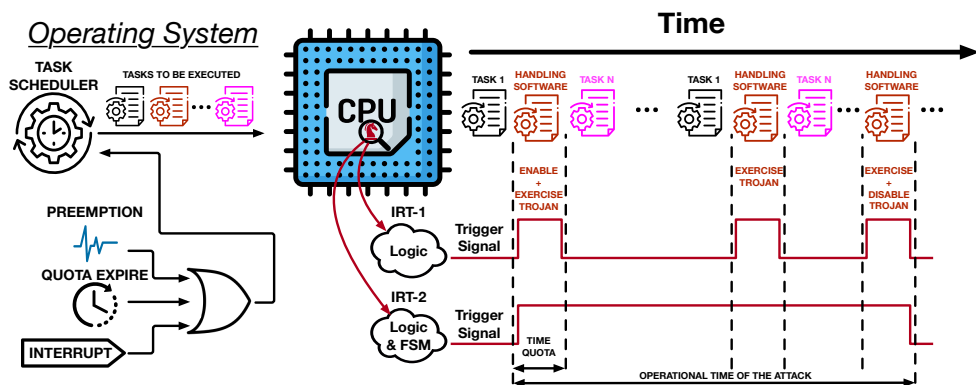 Operating System
TASK
SCHEDULER
TASKS TO BE EXECUTED
PREEMPTION
QUOTA EXPIRE
INTERRUPT
CPU
Time
TASK 1
HANDLING
SOFTWARE
TASK N
TASK 1
HANDLING
SOFTWARE
TASK N
HANDLING
SOFTWARE
ENABLE
+
EXERCISE
TROJAN
EXERCISE
TROJAN
EXERCISE
+
DISABLE
TROJAN
IRT-1
Logic
Trigger
Signal
IRT-2
Logic
& FSM
Trigger
Signal
TIME
QUOTA
OPERATIONAL TIME OF THE ATTACK